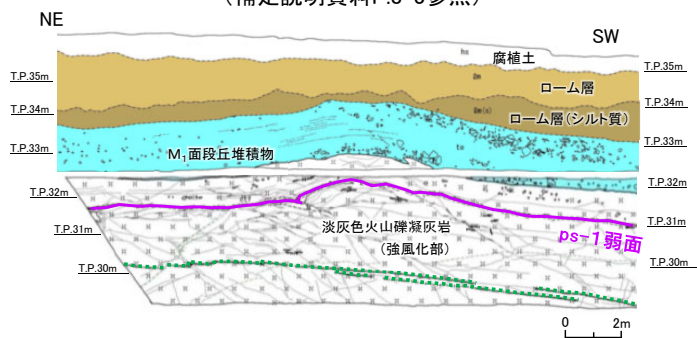 (補足説明資料P.5-6参照)
NE
SW
腐植土
T.P.35m
T.P.35m
ローム層
T.P.34m
T.P.34m
ローム層(シルト質)
T.P.33m
T.P.33m
M₁面段丘堆積物
T.P.32m
T.P.32m
T.P.31m
T.P.31m
淡灰色火山礫凝灰岩
(強風化部)
ps-1弱面
T.P.30m
T.P.30m
0 2m